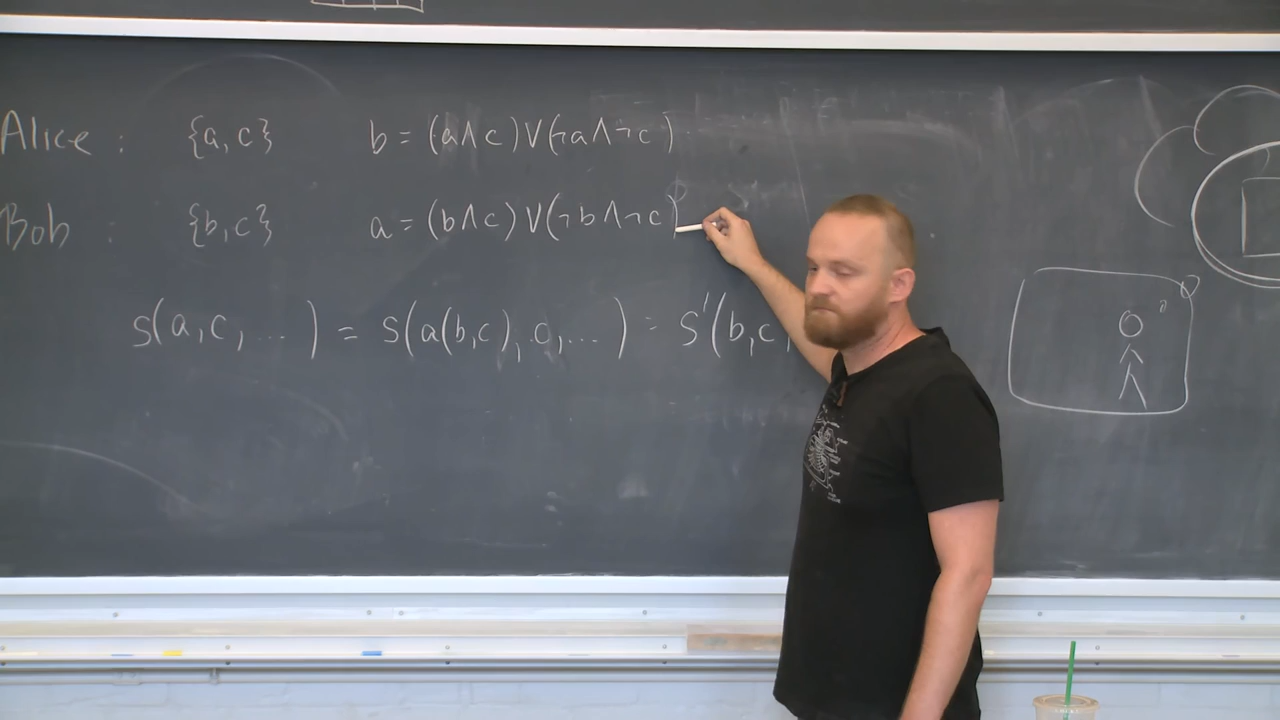 Alice : {a,c} b = (a∧c)∨(¬a∧¬c)
Bob : {b,c} a = (b∧c)∨(¬b∧¬c)
s(a,c,...) = s(a(b,c),c,...) = s'(b,c,